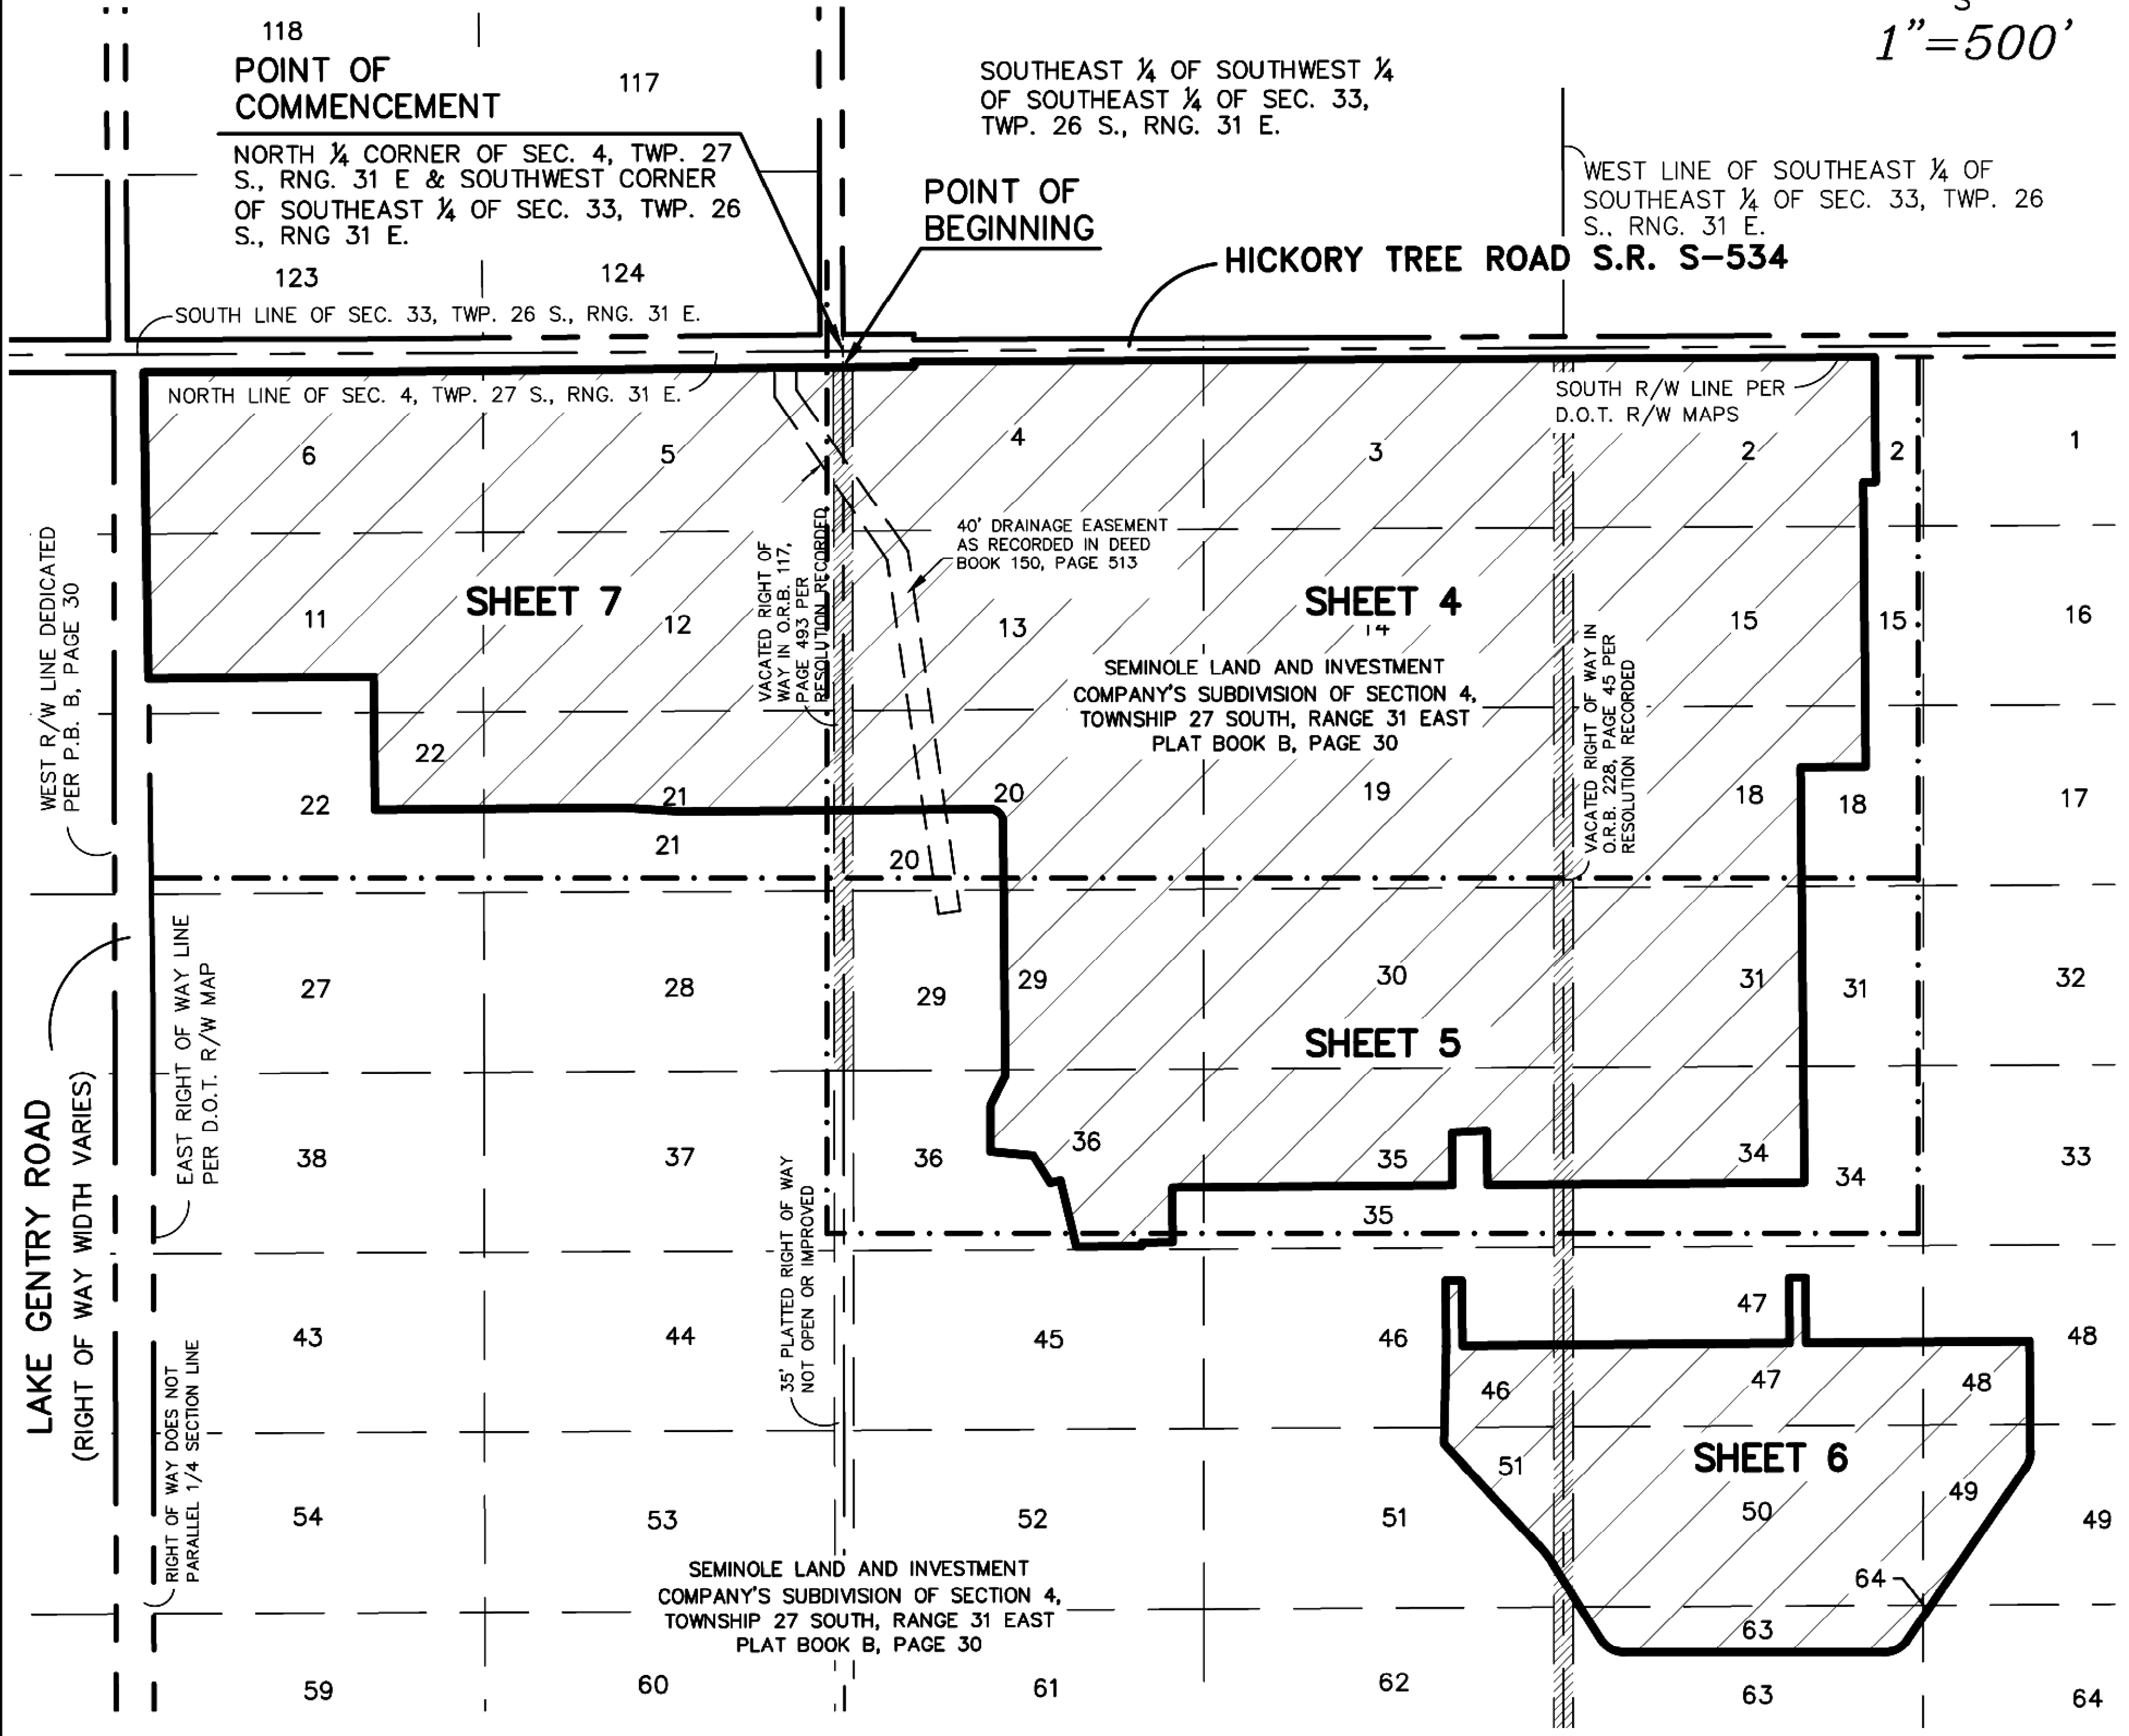 S
1"=500'
118
POINT OF
COMMENCEMENT
117
NORTH ¼ CORNER OF SEC. 4, TWP. 27
S., RNG. 31 E & SOUTHWEST CORNER
OF SOUTHEAST ¼ OF SEC. 33, TWP. 26
S., RNG 31 E.
SOUTHEAST ¼ OF SOUTHWEST ¼
OF SOUTHEAST ¼ OF SEC. 33,
TWP. 26 S., RNG. 31 E.
POINT OF
BEGINNING
WEST LINE OF SOUTHEAST ¼ OF
SOUTHEAST ¼ OF SEC. 33, TWP. 26
S., RNG. 31 E.
HICKORY TREE ROAD S.R. S-534
123
124
SOUTH LINE OF SEC. 33, TWP. 26 S., RNG. 31 E.
NORTH LINE OF SEC. 4, TWP. 27 S., RNG. 31 E.
SOUTH R/W LINE PER
D.O.T. R/W MAPS
6
5
4
3
2
2
1
WEST R/W LINE DEDICATED
PER P.B. B, PAGE 30
VACATED RIGHT OF
WAY IN O.R.B. 117,
PAGE 493 PER
RESOLUTION RECORDED
40' DRAINAGE EASEMENT
AS RECORDED IN DEED
BOOK 150, PAGE 513
SHEET 7
SHEET 4
11
12
13
14
15
15
16
SEMINOLE LAND AND INVESTMENT
COMPANY'S SUBDIVISION OF SECTION 4,
TOWNSHIP 27 SOUTH, RANGE 31 EAST
PLAT BOOK B, PAGE 30
VACATED RIGHT OF WAY IN
O.R.B. 228, PAGE 45 PER
RESOLUTION RECORDED
22
22
21
21
20
20
19
18
18
17
EAST RIGHT OF WAY LINE
PER D.O.T. R/W MAP
27
28
29
29
30
31
31
32
SHEET 5
LAKE GENTRY ROAD
(RIGHT OF WAY WIDTH VARIES)
38
37
36
36
35
35
34
34
33
35' PLATTED RIGHT OF WAY
NOT OPEN OR IMPROVED
43
44
45
46
47
48
46
47
48
RIGHT OF WAY DOES NOT
PARALLEL 1/4 SECTION LINE
SHEET 6
54
53
52
51
51
50
49
49
SEMINOLE LAND AND INVESTMENT
COMPANY'S SUBDIVISION OF SECTION 4,
TOWNSHIP 27 SOUTH, RANGE 31 EAST
PLAT BOOK B, PAGE 30
64
63
59
60
61
62
63
64